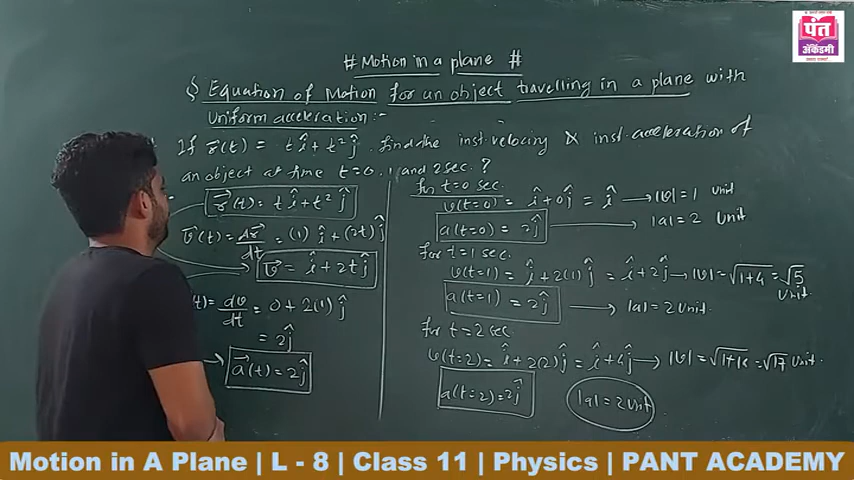 # Motion in a plane #
§ Equation of Motion for an object travelling in a plane with
Uniform acceleration :-
If r⃗(t) = t î + t² ĵ. find the inst. velocity & inst. acceleration of
an object at time t=0, 1 and 2 sec. ?
r⃗(t) = t î + t² ĵ
v⃗(t) = dr⃗/dt = (1) î + (2t) ĵ
v⃗ = î + 2t ĵ
(t) = dv/dt = 0 + 2(1) ĵ
= 2ĵ
→ a⃗(t) = 2ĵ
for t=0 sec.
v(t=0) = î + 0ĵ = î → |v| = 1 unit
a(t=0) = 2ĵ → |a| = 2 unit
for t=1 sec.
v(t=1) = î + 2(1) ĵ = î + 2ĵ → |v| = √1+4 = √5 unit
a(t=1) = 2ĵ → |a| = 2 unit.
for t=2 sec.
v(t=2) = î + 2(2) ĵ = î + 4ĵ → |v| = √1+16 = √17 unit.
a(t=2) = 2ĵ |a| = 2 unit
पंत
अॅकॅडमी
Motion in A Plane | L - 8 | Class 11 | Physics | PANT ACADEMY